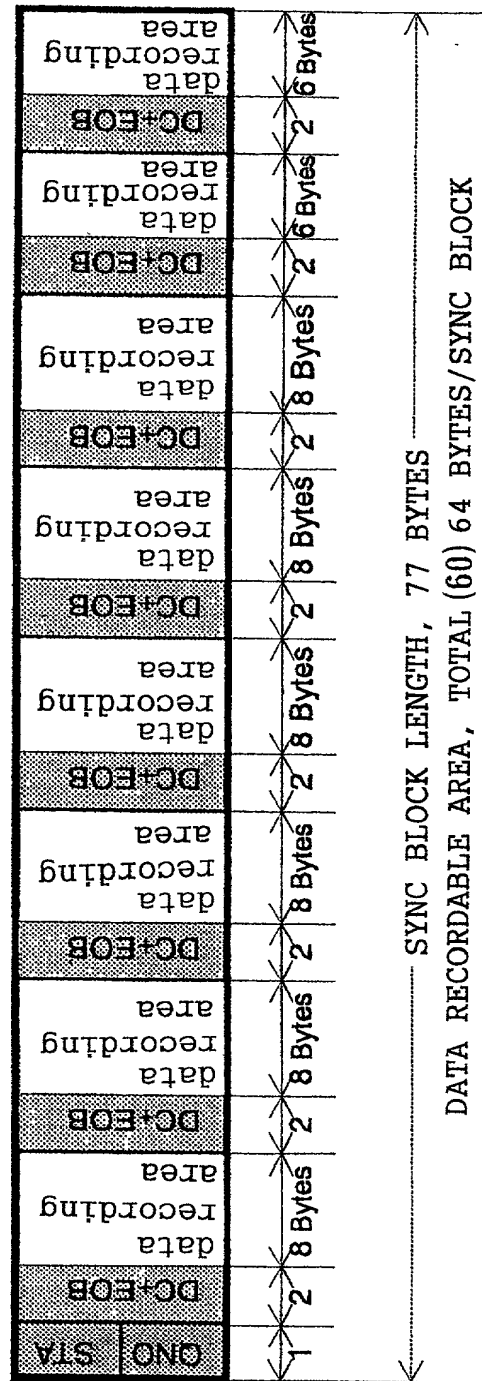 QNO STA
DC+EOB
data
recording
area
DC+EOB
data
recording
area
DC+EOB
data
recording
area
DC+EOB
data
recording
area
DC+EOB
data
recording
area
DC+EOB
data
recording
area
DC+EOB
data
recording
area
DC+EOB
data
recording
area
1 2 8 Bytes 2 8 Bytes 2 8 Bytes 2 8 Bytes 2 8 Bytes 2 8 Bytes 2 6 Bytes 2 6 Bytes
SYNC BLOCK LENGTH, 77 BYTES
DATA RECORDABLE AREA, TOTAL (60) 64 BYTES/SYNC BLOCK